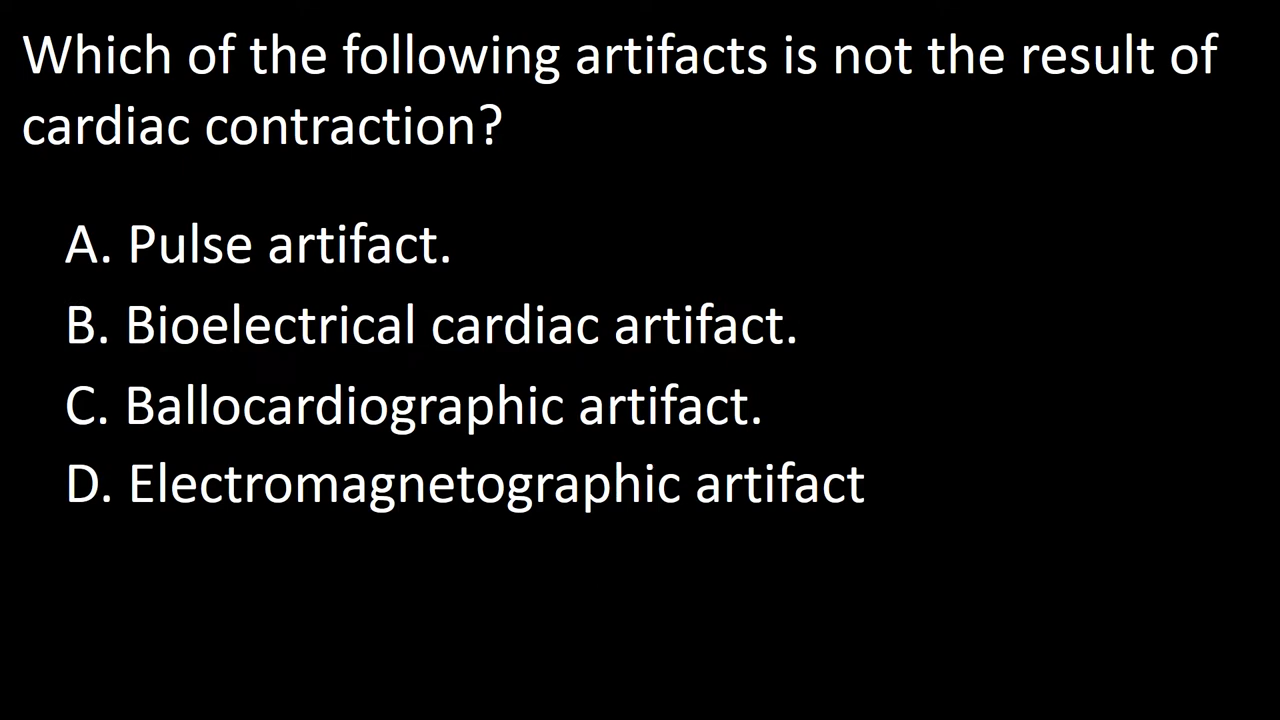 Which of the following artifacts is not the result of
cardiac contraction?
A. Pulse artifact.
B. Bioelectrical cardiac artifact.
C. Ballocardiographic artifact.
D. Electromagnetographic artifact